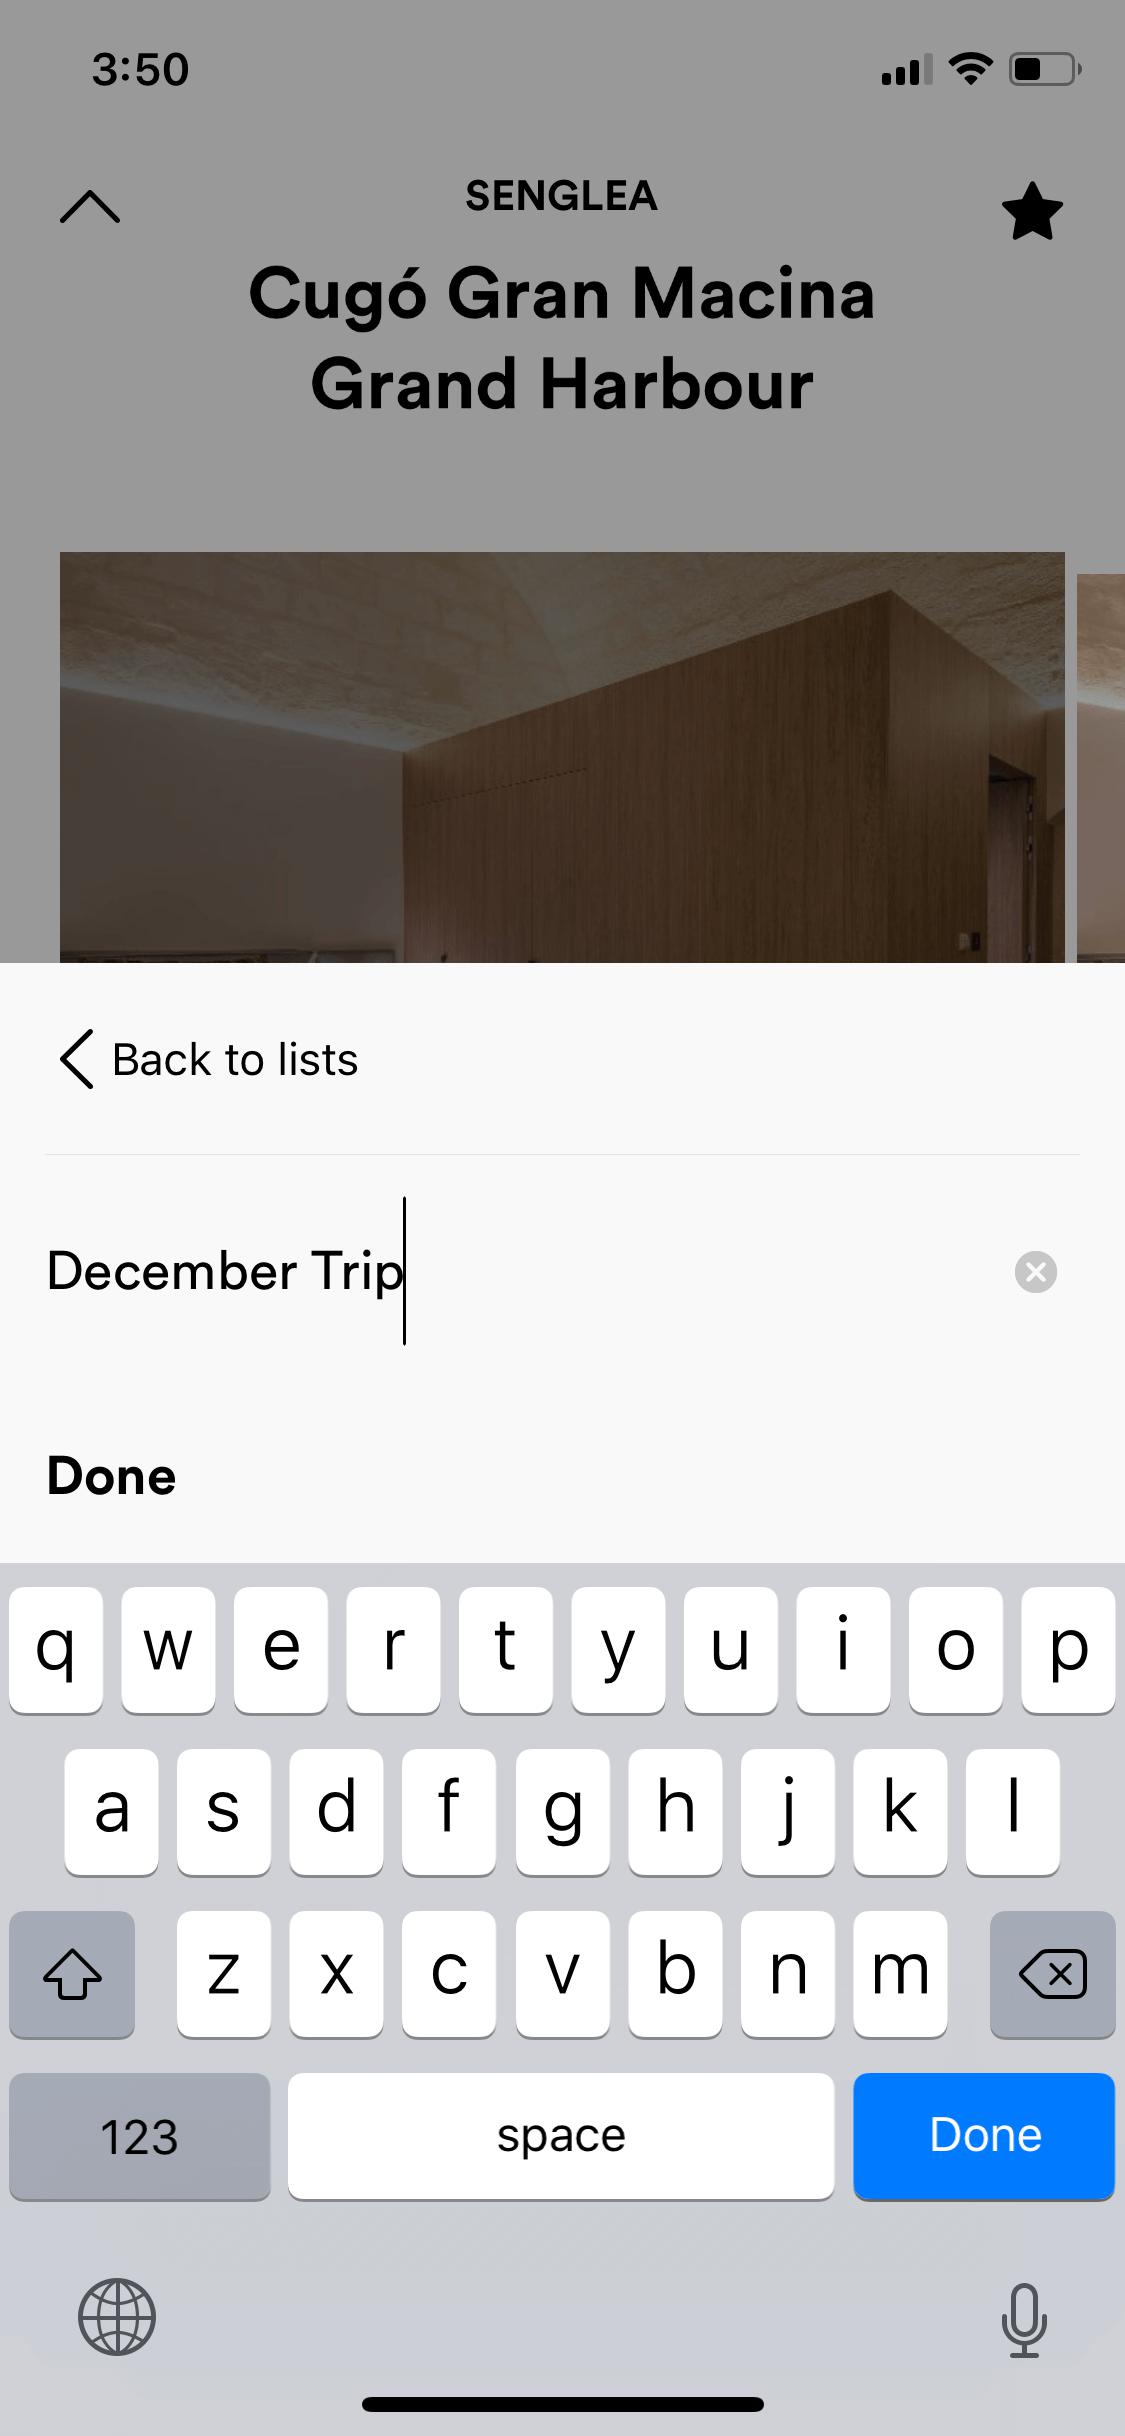 3:50
SENGLEA
Cugó Gran Macina
Grand Harbour
Back to lists
December Trip
Done
q w e r t y u i o p
a s d f g h j k l
z x c v b n m
123 space Done